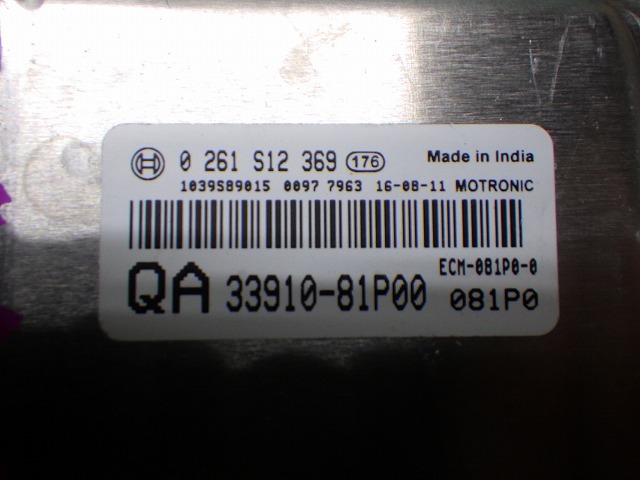 0 261 S12 369 176 Made in India
1039S89015 0097 7963 16-08-11 MOTRONIC
ECM-081P0-0
QA 33910-81P00 081P0